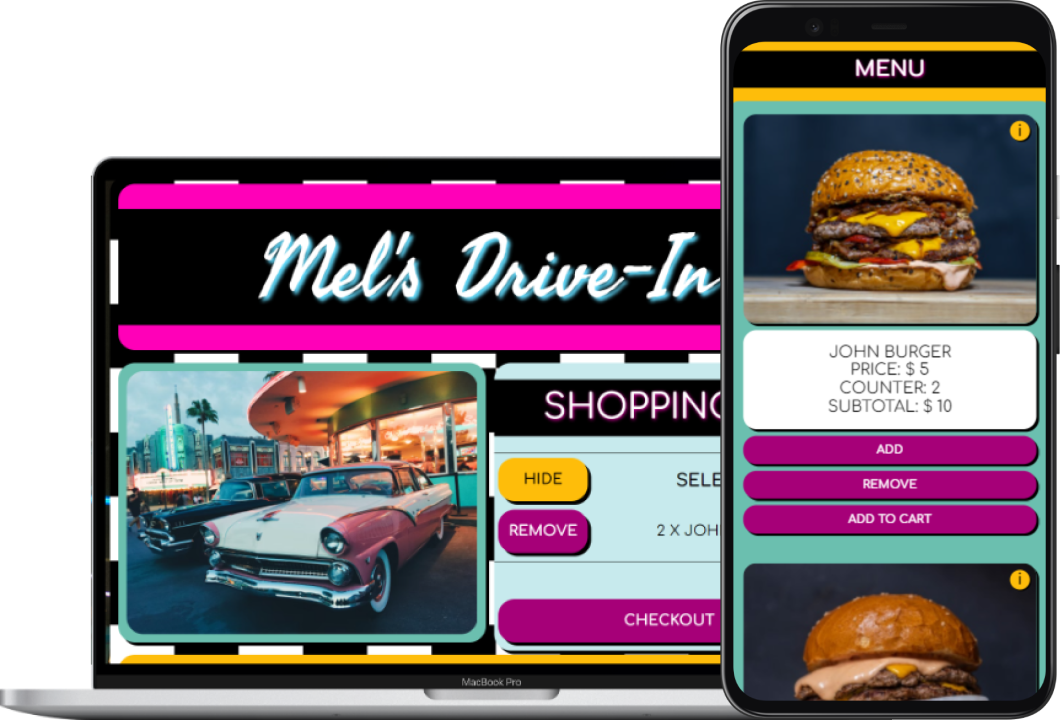 Mel's Drive-In
SHOPPING
HIDE
SELE
REMOVE
2 X JOH
CHECKOUT
MacBook Pro
MENU
i
JOHN BURGER
PRICE: $ 5
COUNTER: 2
SUBTOTAL: $ 10
ADD
REMOVE
ADD TO CART
i